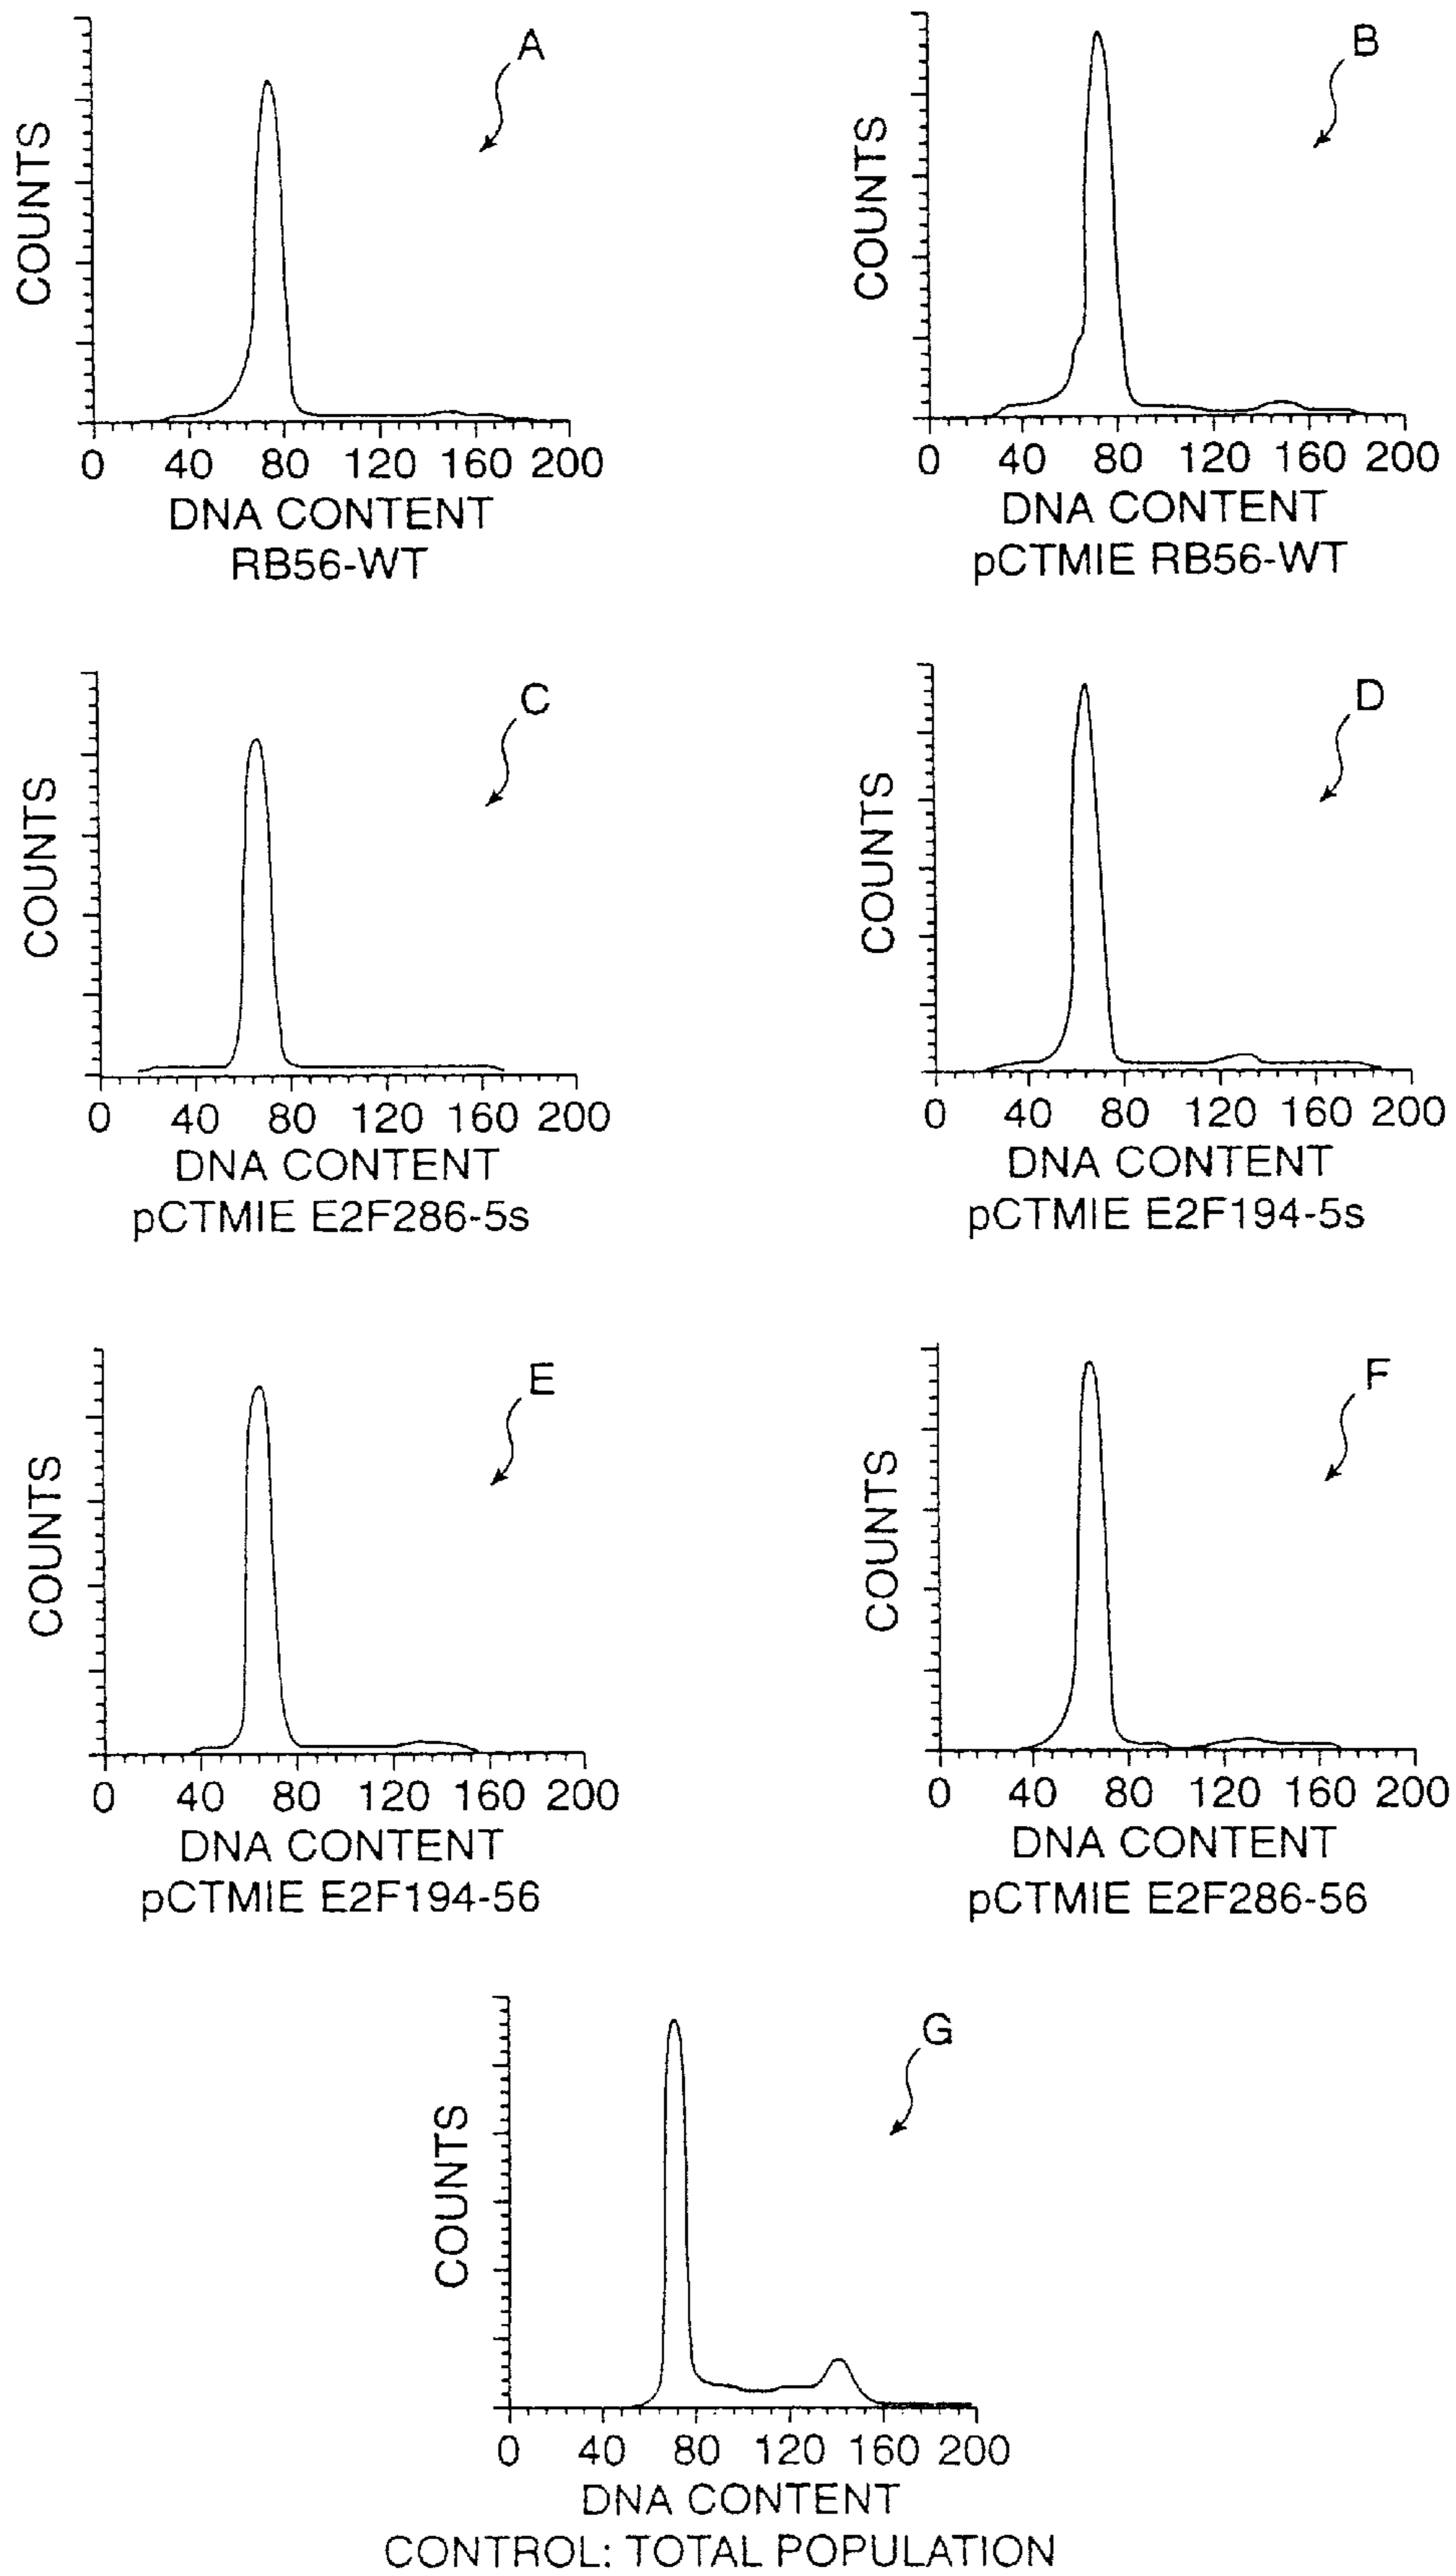 A
COUNTS
0 40 80 120 160 200
DNA CONTENT
RB56-WT
B
COUNTS
0 40 80 120 160 200
DNA CONTENT
pCTMIE RB56-WT
C
COUNTS
0 40 80 120 160 200
DNA CONTENT
pCTMIE E2F286-5s
D
COUNTS
0 40 80 120 160 200
DNA CONTENT
pCTMIE E2F194-5s
E
COUNTS
0 40 80 120 160 200
DNA CONTENT
pCTMIE E2F194-56
F
COUNTS
0 40 80 120 160 200
DNA CONTENT
pCTMIE E2F286-56
G
COUNTS
0 40 80 120 160 200
DNA CONTENT
CONTROL: TOTAL POPULATION